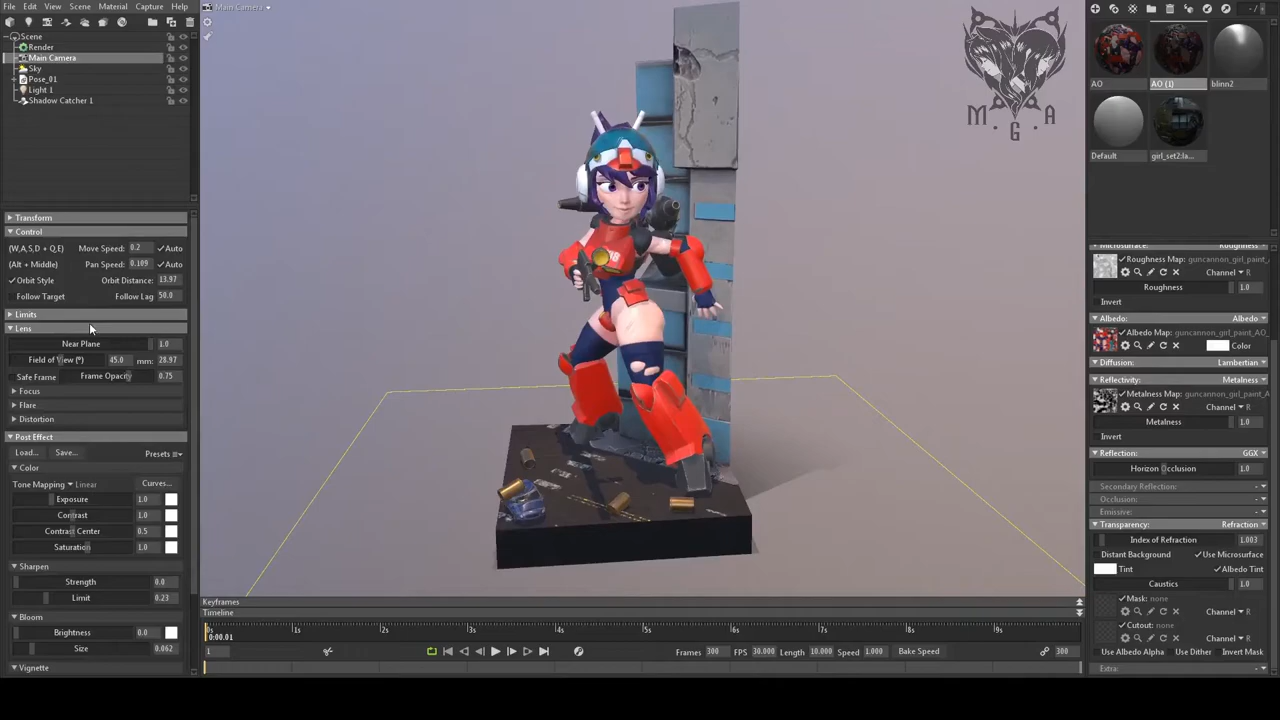 File Edit View Scene Material Capture Help
Main Camera
-/-
Scene
Render
Main Camera
Sky
Pose_01
Light 1
Shadow Catcher 1
M·G·A
AO
AO (1)
blinn2
Default
girl_set2:la...
18
Transform
Control
(W,A,S,D + Q,E) Move Speed: 0.2 Auto
(Alt + Middle) Pan Speed: 0.109 Auto
Orbit Style Orbit Distance: 13.97
Follow Target Follow Lag 50.0
Limits
Lens
Near Plane 1.0
Field of View (°) 45.0 mm: 28.97
Safe Frame Frame Opacity 0.75
Focus
Flare
Distortion
Post Effect
Load... Save... Presets
Color
Tone Mapping Linear Curves...
Exposure 1.0
Contrast 1.0
Contrast Center 0.5
Saturation 1.0
Sharpen
Strength 0.0
Limit 0.23
Bloom
Brightness 0.0
Size 0.062
Vignette
Keyframes
Timeline
0s 1s 2s 3s 4s 5s 6s 7s 8s 9s
0:00.01
1 Frames 300 FPS 30.000 Length 10.000 Speed 1.000 Bake Speed 300
Microsurface: Roughness
Roughness Map: guncannon_girl_paint_
Channel R
Roughness 1.0
Invert
Albedo: Albedo
Albedo Map: guncannon_girl_paint_AO_
Color
Diffusion: Lambertian
Reflectivity: Metalness
Metalness Map: guncannon_girl_paint_A
Channel R
Metalness 1.0
Invert
Reflection: GGX
Horizon Occlusion 1.0
Secondary Reflection: -
Occlusion: -
Emissive: -
Transparency: Refraction
Index of Refraction 1.003
Distant Background Use Microsurface
Tint Albedo Tint
Caustics 1.0
Mask: none
Channel R
Cutout: none
Channel R
Use Albedo Alpha Use Dither Invert Mask
Extra: -